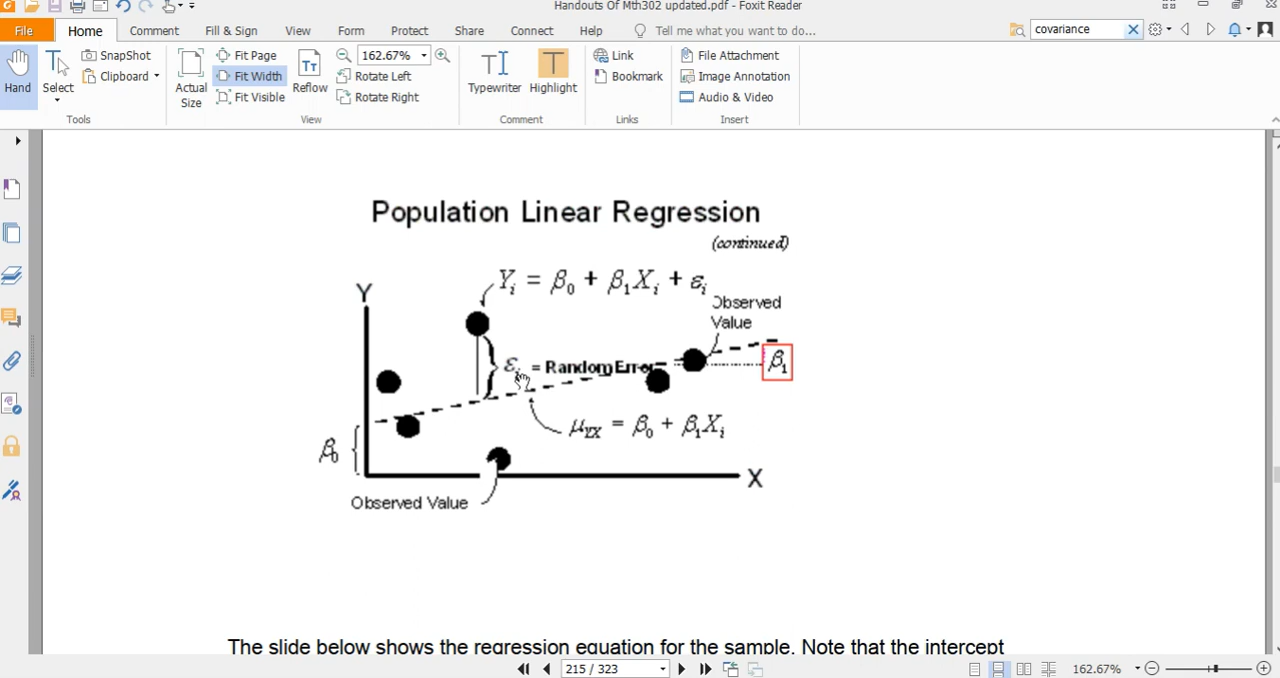 Handouts Of Mth302 updated.pdf - Foxit Reader
File Home Comment Fill & Sign View Form Protect Share Connect Help Tell me what you want to do... covariance
Hand Select SnapShot Clipboard
Tools
Actual Size Fit Page Fit Width Fit Visible Reflow 162.67% Rotate Left Rotate Right
View
Typewriter Highlight
Comment
Link Bookmark
Links
File Attachment Image Annotation Audio & Video
Insert
Population Linear Regression
(continued)
Yᵢ = β₀ + β₁Xᵢ + εᵢ
Y
Observed
Value
εᵢ = Random Error
β₁
μYX = β₀ + β₁Xᵢ
β₀
X
Observed Value
The slide below shows the regression equation for the sample. Note that the intercept
215 / 323 162.67%